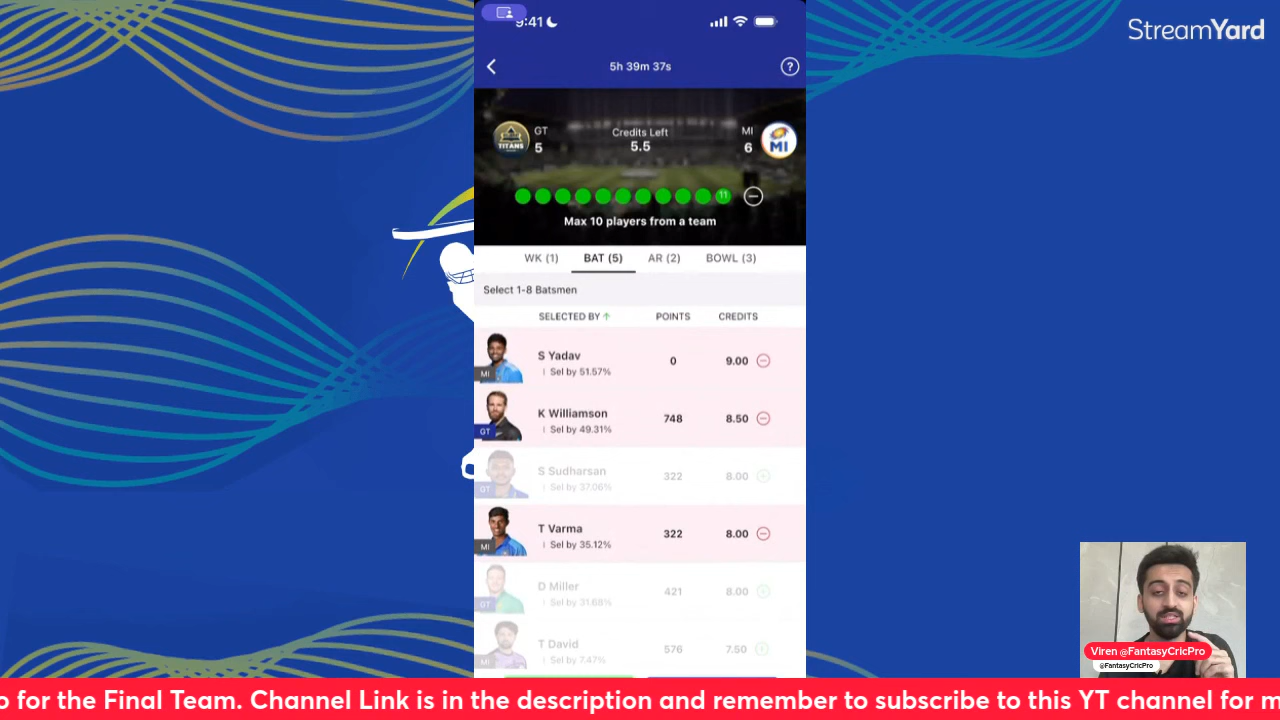 StreamYard
9:41
5h 39m 37s
?
GT
5
Credits Left
5.5
MI
6
TITANS
MI
11
Max 10 players from a team
WK (1)
BAT (5)
AR (2)
BOWL (3)
Select 1-8 Batsmen
SELECTED BY
POINTS
CREDITS
MI
S Yadav
Sel by 51.57%
0
9.00
GT
K Williamson
Sel by 49.31%
748
8.50
GT
S Sudharsan
Sel by 37.06%
322
8.00
MI
T Varma
Sel by 35.12%
322
8.00
GT
D Miller
Sel by 31.68%
421
8.00
MI
T David
Sel by 7.47%
576
7.50
Viren @FantasyCricPro
@FantasyCricPro
o for the Final Team. Channel Link is in the description and remember to subscribe to this YT channel for m